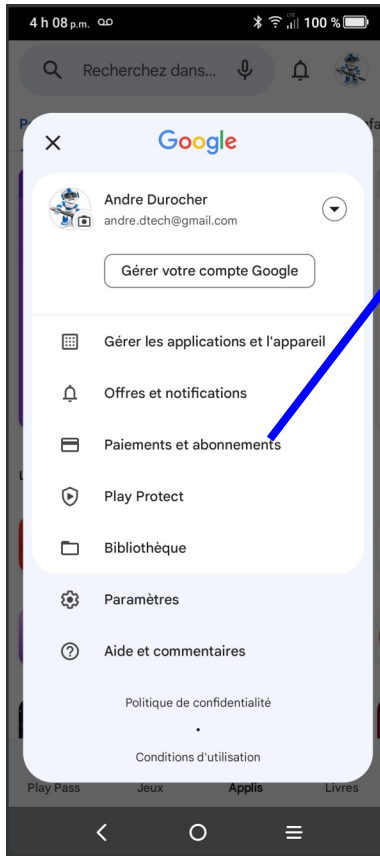 4 h 08 p.m.
LTE
100 %
Recherchez dans...
Google
Andre Durocher
andre.dtech@gmail.com
Gérer votre compte Google
Gérer les applications et l'appareil
Offres et notifications
Paiements et abonnements
Play Protect
Bibliothèque
Paramètres
Aide et commentaires
Politique de confidentialité
•
Conditions d'utilisation
Play Pass Jeux Applis Livres